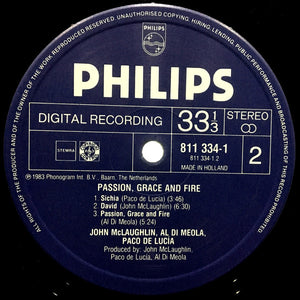 ALL RIGHTS OF THE PRODUCER AND OF THE OWNER OF THE WORK REPRODUCED RESERVED. UNAUTHORISED COPYING, HIRING, LENDING, PUBLIC PERFORMANCE AND BROADCASTING OF THIS RECORD PROHIBITED.
PHILIPS
DIGITAL RECORDING
33 1/3
STEREO
STEMRA
811 334-1
811 334-1.2
MADE IN HOLLAND
2
℗1983 Phonogram Int. B.V., Baarn, The Netherlands
PASSION, GRACE AND FIRE
1. Sichia (Paco de Lucia) (3:46)
2. David (John McLaughlin) (6:30)
3. Passion, Grace and Fire
(Al Di Meola) (5:24)
JOHN McLAUGHLIN, AL DI MEOLA,
PACO DE LUCÍA
Produced by: John McLaughlin,
Paco de Lucia, Al Di Meola